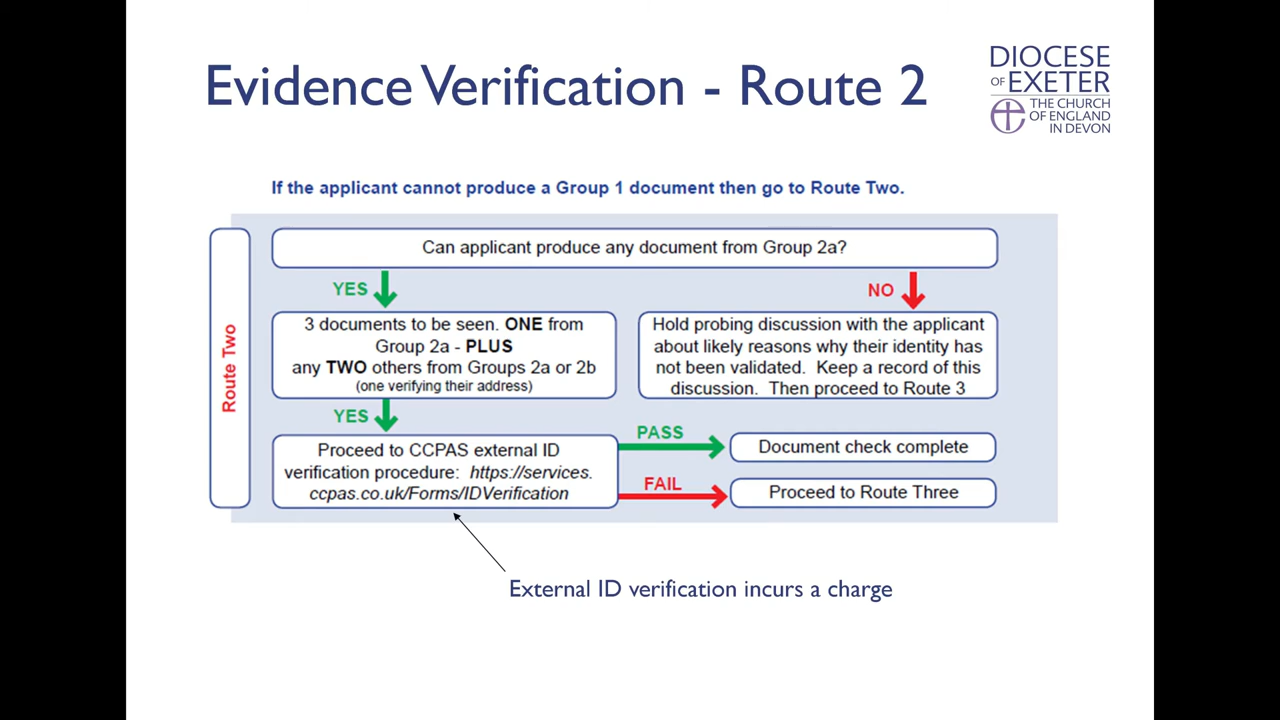 Evidence Verification - Route 2
DIOCESE
OF EXETER
THE CHURCH
OF ENGLAND
IN DEVON
If the applicant cannot produce a Group 1 document then go to Route Two.
Route Two
Can applicant produce any document from Group 2a?
YES
NO
3 documents to be seen. ONE from
Group 2a - PLUS
any TWO others from Groups 2a or 2b
(one verifying their address)
Hold probing discussion with the applicant
about likely reasons why their identity has
not been validated. Keep a record of this
discussion. Then proceed to Route 3
YES
Proceed to CCPAS external ID
verification procedure: https://services.
ccpas.co.uk/Forms/IDVerification
PASS
Document check complete
FAIL
Proceed to Route Three
External ID verification incurs a charge